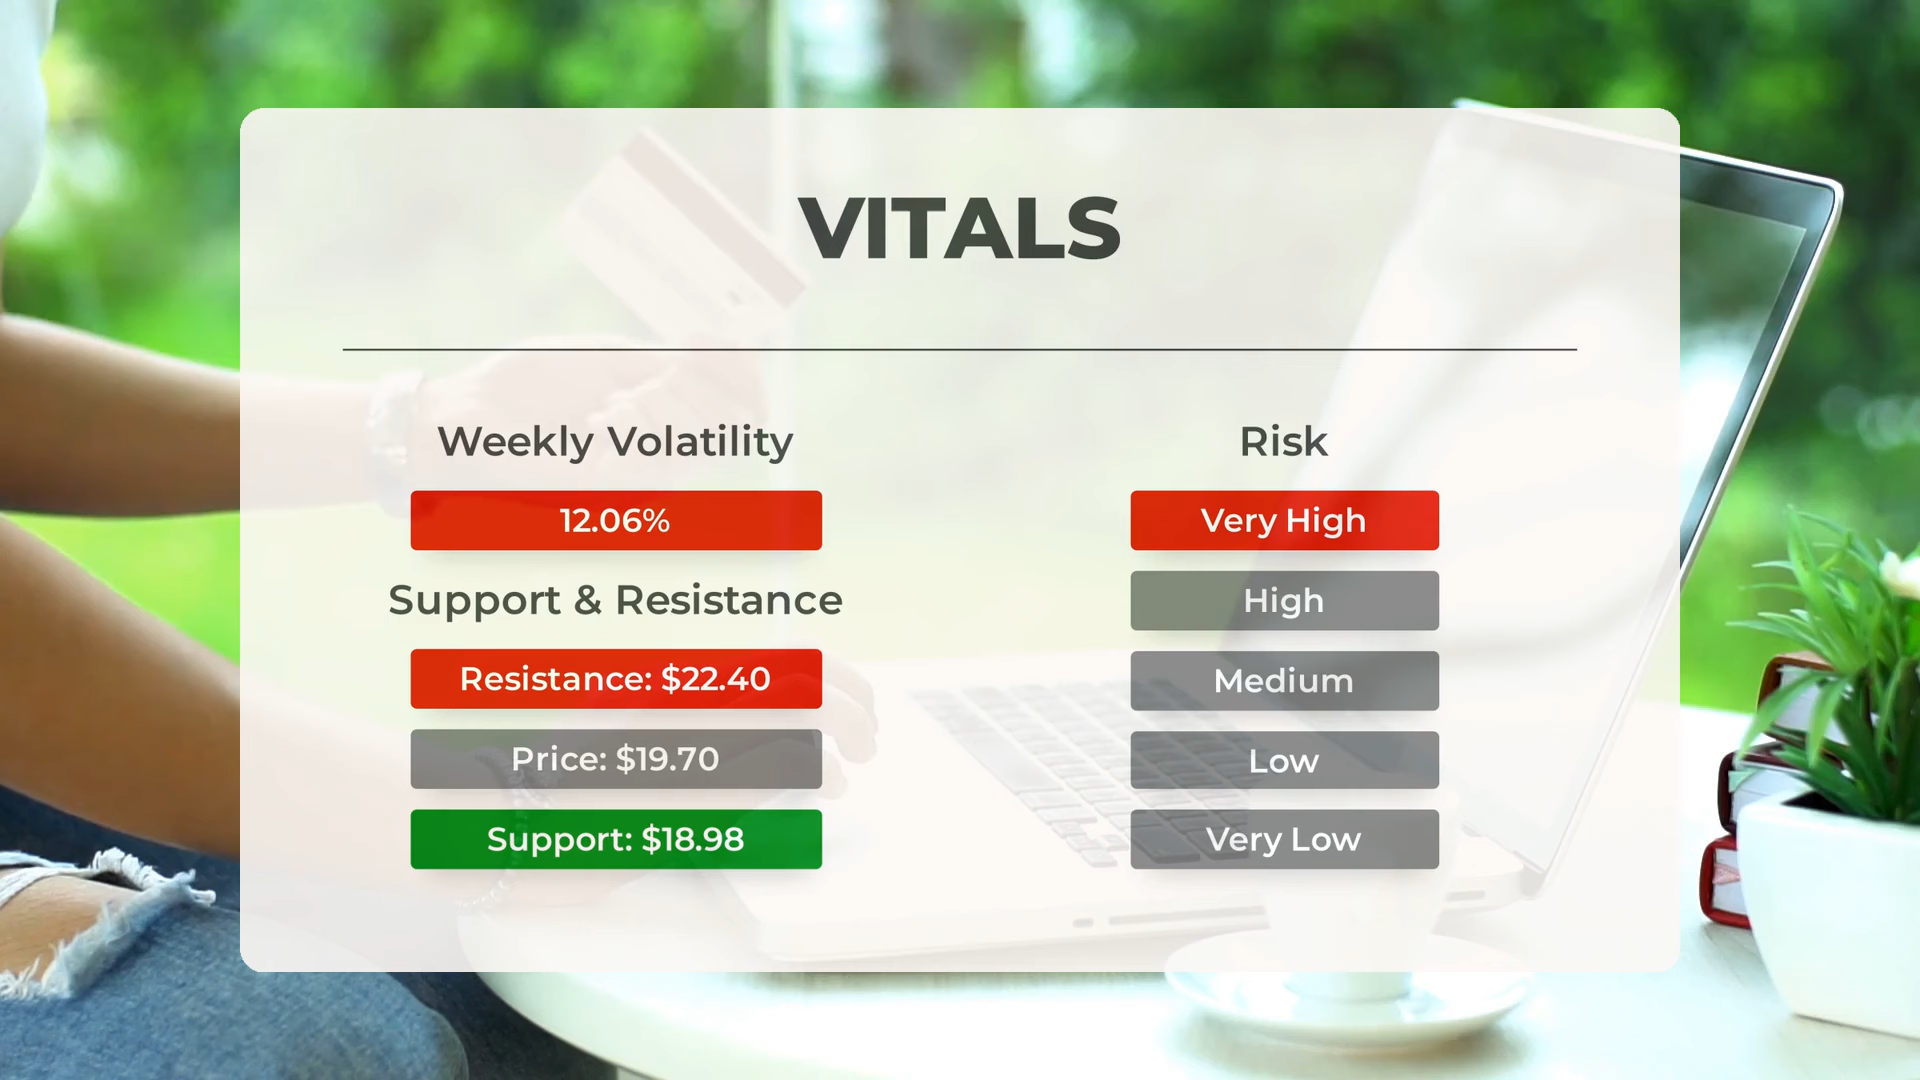 VITALS
Weekly Volatility
12.06%
Support & Resistance
Resistance: $22.40
Price: $19.70
Support: $18.98
Risk
Very High
High
Medium
Low
Very Low